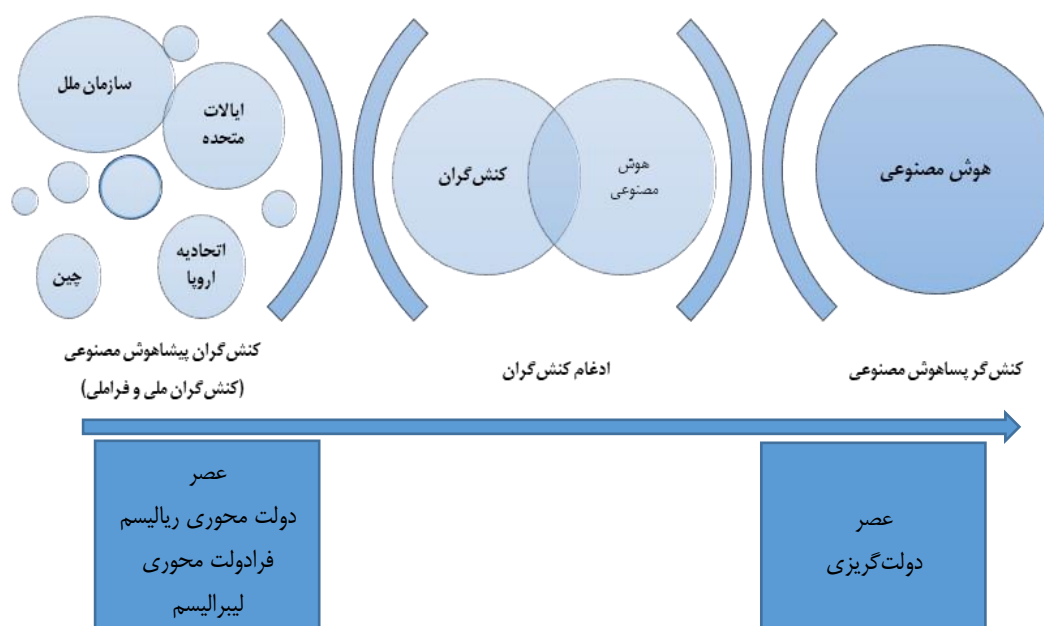 سازمان ملل
ایالات
متحده
چین
اتحادیه
اروپا
کنش‌گران
هوش
مصنوعی
هوش مصنوعی
کنش‌گران پیشاهوش مصنوعی
(کنش‌گران ملی و فراملی)
ادغام کنش‌گران
کنش‌گر پساهوش مصنوعی
عصر
دولت محوری ریالیسم
فرادولت محوری
لیبرالیسم
عصر
دولت‌گریزی